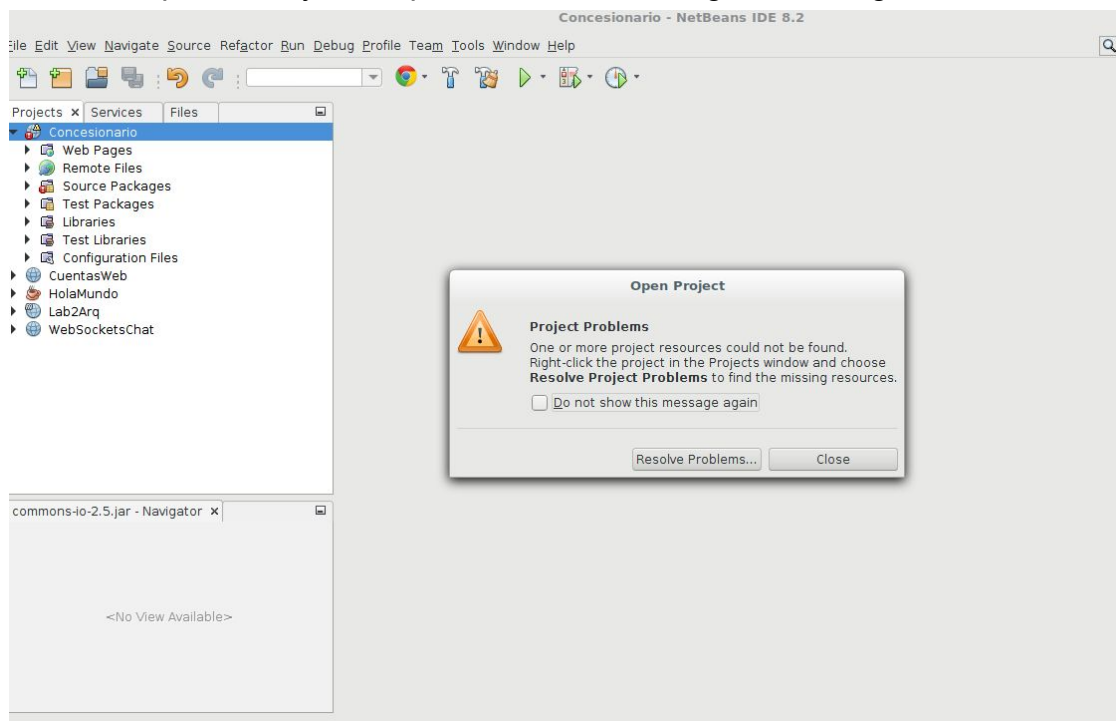 Concesionario - NetBeans IDE 8.2
File Edit View Navigate Source Refactor Run Debug Profile Team Tools Window Help
Projects Services Files
Concesionario
Web Pages
Remote Files
Source Packages
Test Packages
Libraries
Test Libraries
Configuration Files
CuentasWeb
HolaMundo
Lab2Arq
WebSocketsChat
Open Project
Project Problems
One or more project resources could not be found.
Right-click the project in the Projects window and choose
Resolve Project Problems to find the missing resources.
Do not show this message again
Resolve Problems... Close
commons-io-2.5.jar - Navigator
<No View Available>